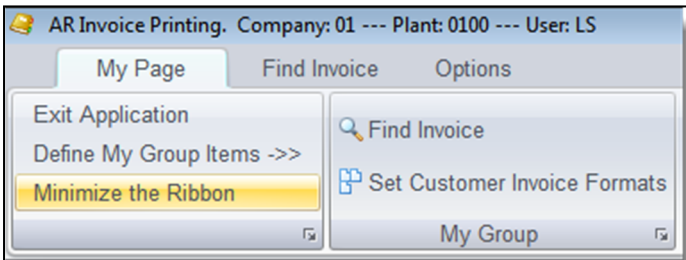 AR Invoice Printing. Company: 01 --- Plant: 0100 --- User: LS
My Page Find Invoice Options
Exit Application
Define My Group Items ->>
Minimize the Ribbon
Find Invoice
Set Customer Invoice Formats
My Group